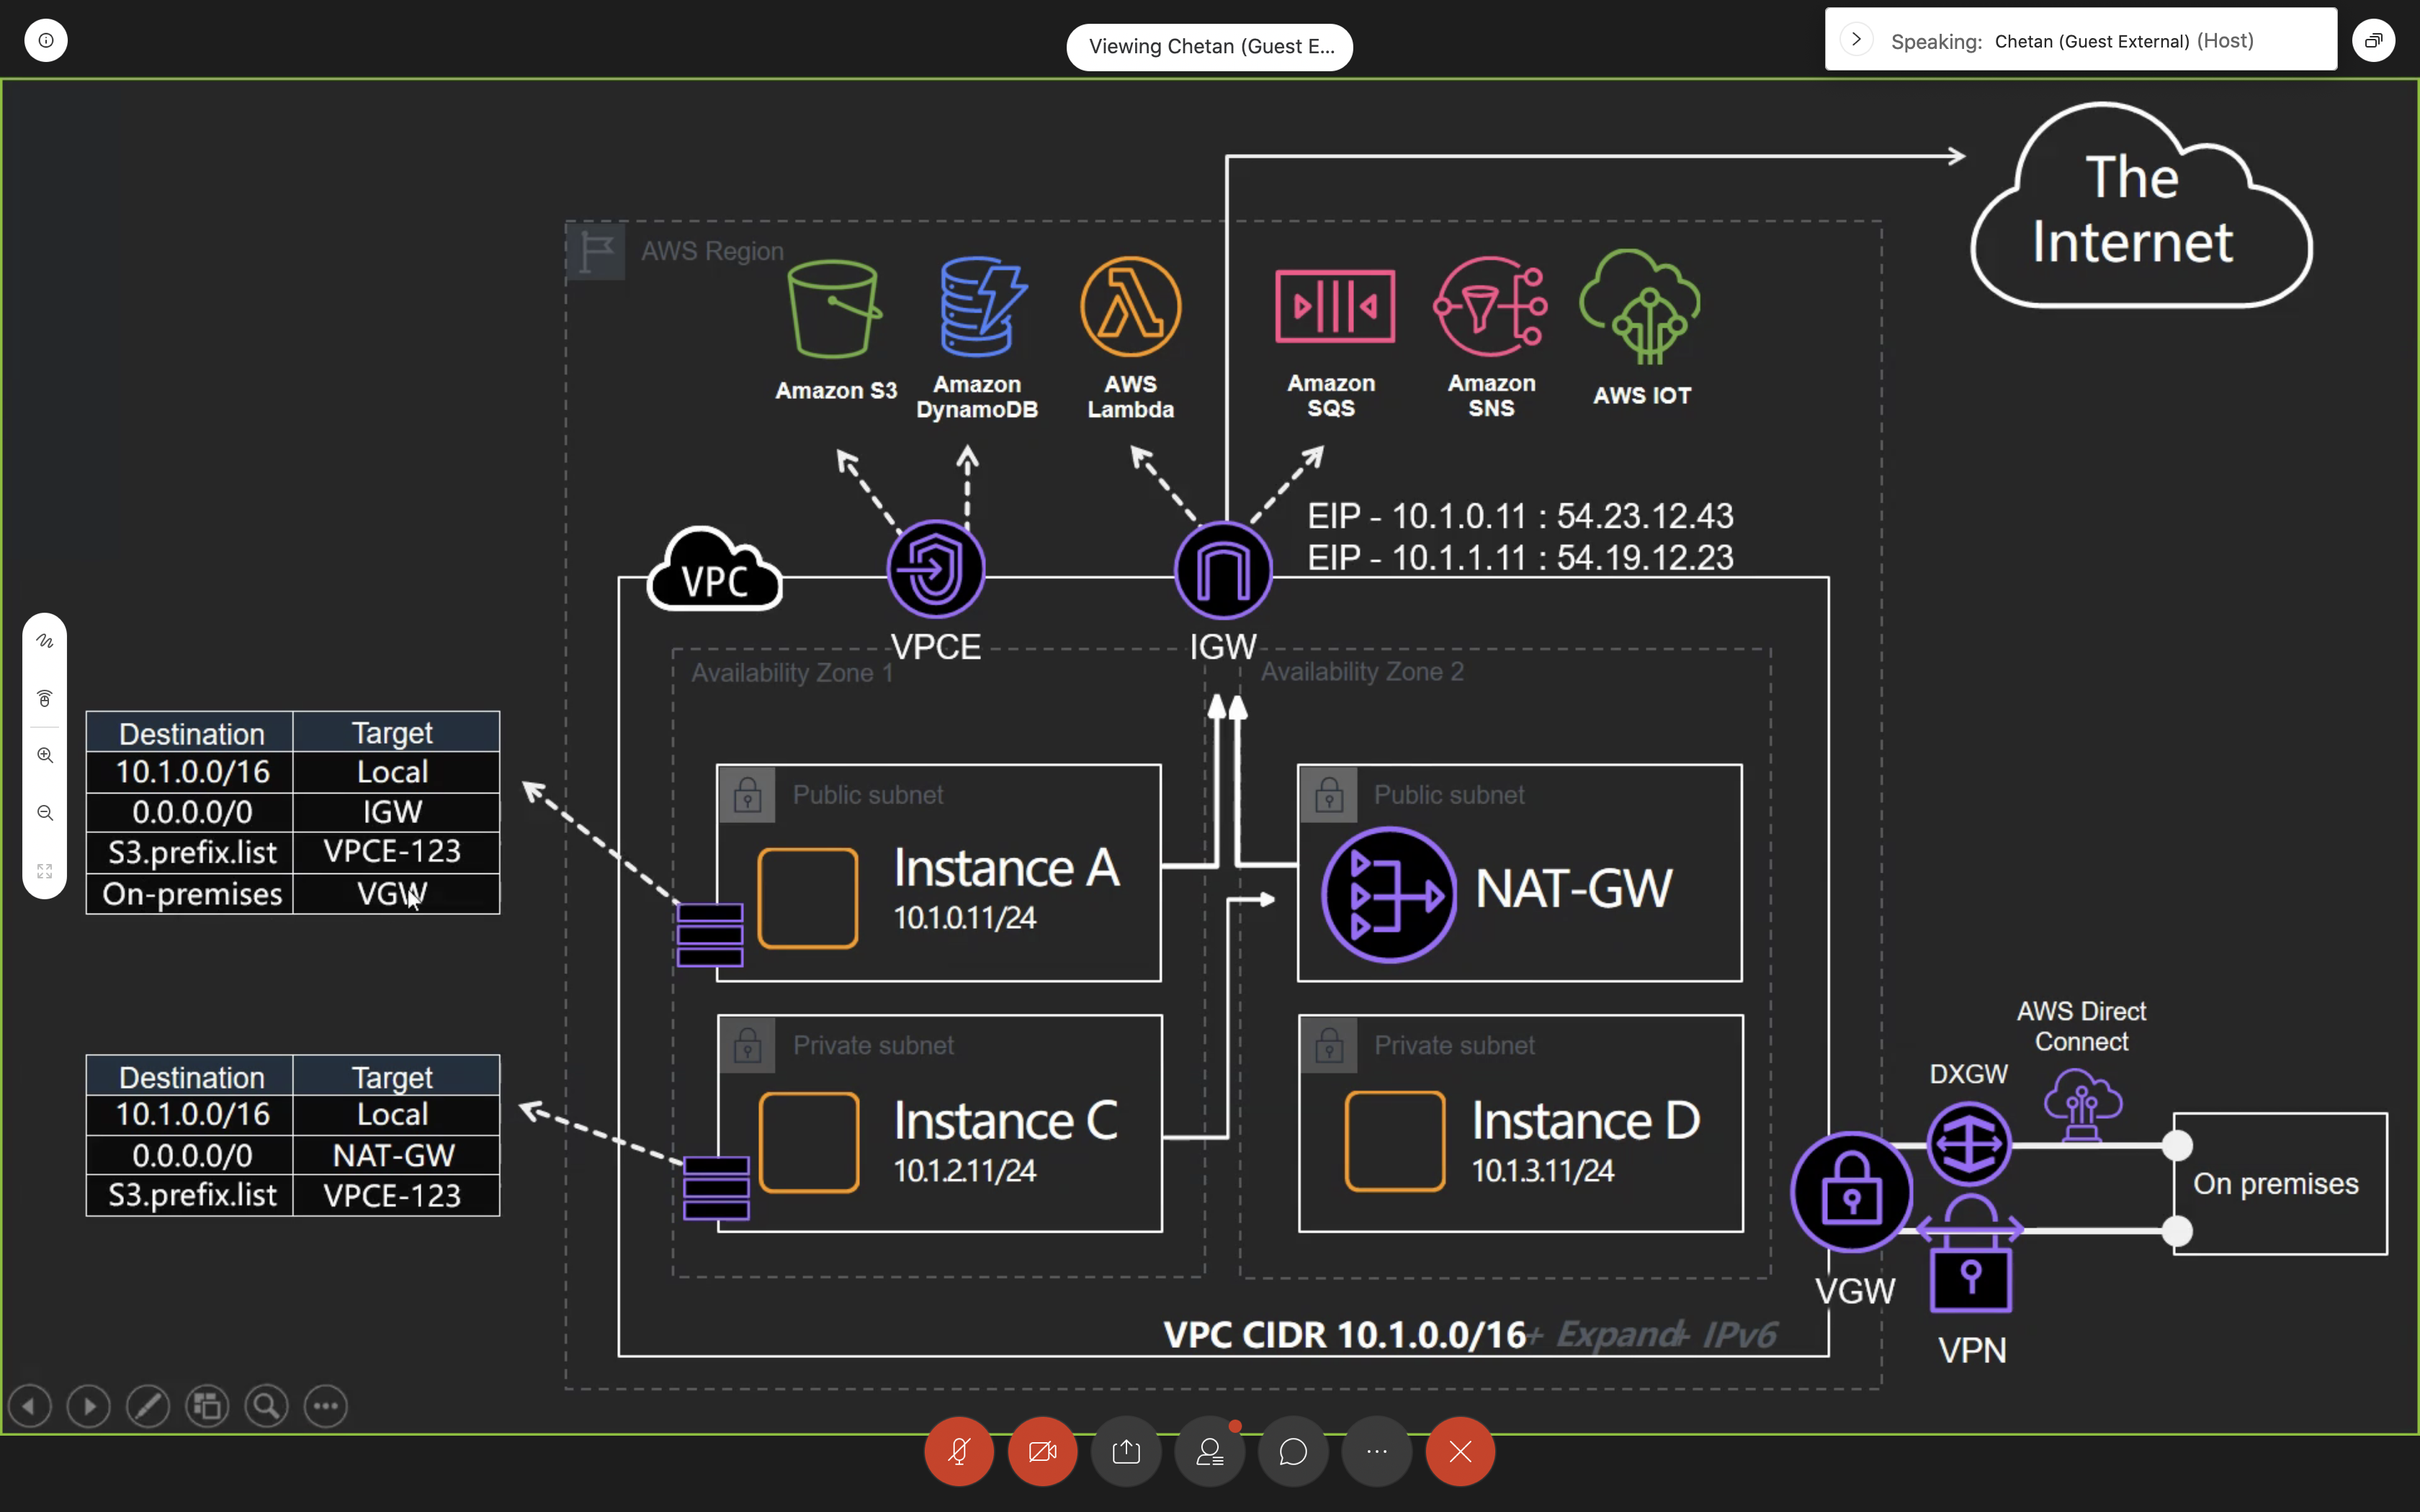 Viewing Chetan (Guest E...
Speaking: Chetan (Guest External) (Host)
The
Internet
AWS Region
Amazon S3
Amazon
DynamoDB
AWS
Lambda
Amazon
SQS
Amazon
SNS
AWS IOT
EIP - 10.1.0.11 : 54.23.12.43
EIP - 10.1.1.11 : 54.19.12.23
VPC
VPCE
IGW
Availability Zone 1
Availability Zone 2
Destination Target
10.1.0.0/16 Local
0.0.0.0/0 IGW
S3.prefix.list VPCE-123
On-premises VGW
Public subnet
Instance A
10.1.0.11/24
Public subnet
NAT-GW
Destination Target
10.1.0.0/16 Local
0.0.0.0/0 NAT-GW
S3.prefix.list VPCE-123
Private subnet
Instance C
10.1.2.11/24
Private subnet
Instance D
10.1.3.11/24
AWS Direct
Connect
DXGW
On premises
VGW
VPN
VPC CIDR 10.1.0.0/16 + Expand + IPv6